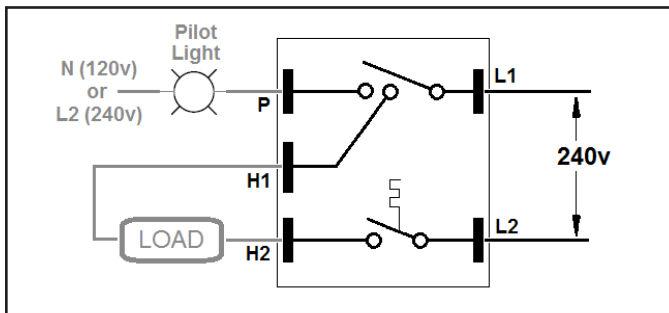 Pilot
Light
N (120v)
or
L2 (240v)
P
L1
240v
H1
LOAD
H2
L2